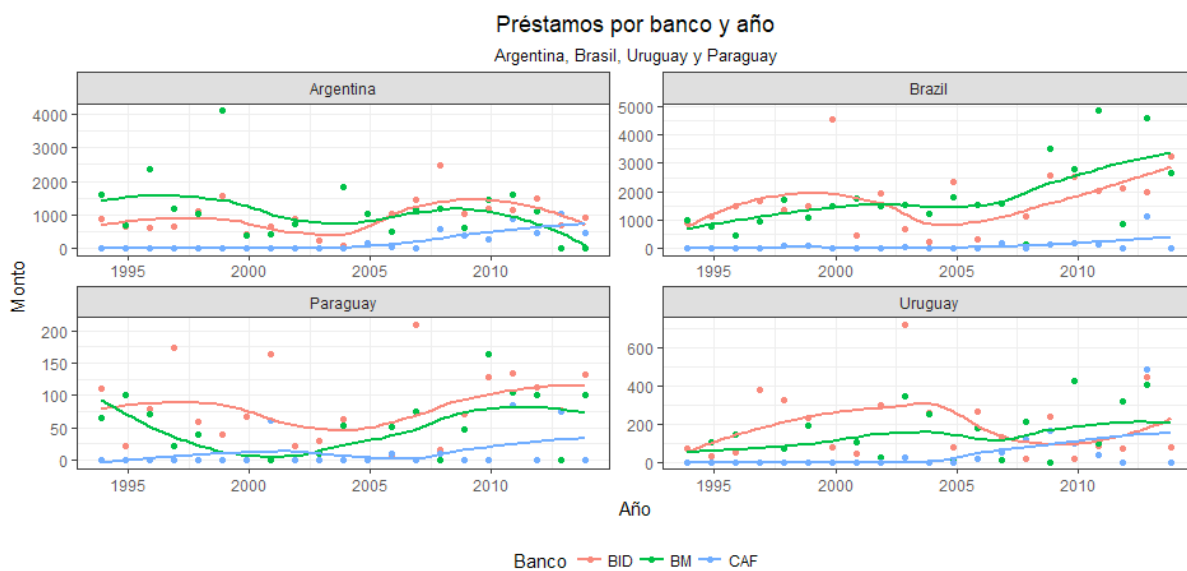 Préstamos por banco y año
Argentina, Brasil, Uruguay y Paraguay
Argentina
Brazil
4000
3000
2000
1000
0
5000
4000
3000
2000
1000
0
1995 2000 2005 2010
1995 2000 2005 2010
Monto
Paraguay
Uruguay
200
150
100
50
0
600
400
200
0
1995 2000 2005 2010
1995 2000 2005 2010
Año
Banco BID BM CAF